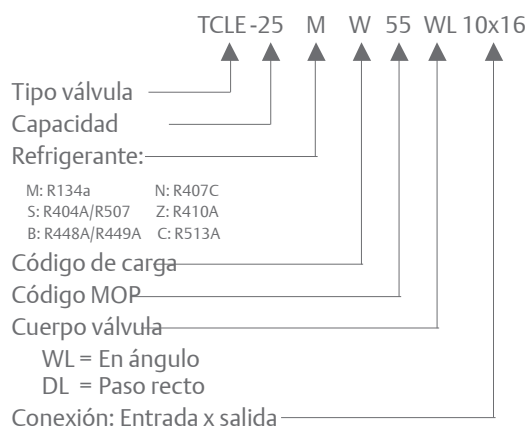 TCLE-25 M W 55 WL 10x16
Tipo válvula
Capacidad
Refrigerante:
M: R134a N: R407C
S: R404A/R507 Z: R410A
B: R448A/R449A C: R513A
Código de carga
Código MOP
Cuerpo válvula
WL = En ángulo
DL = Paso recto
Conexión: Entrada x salida